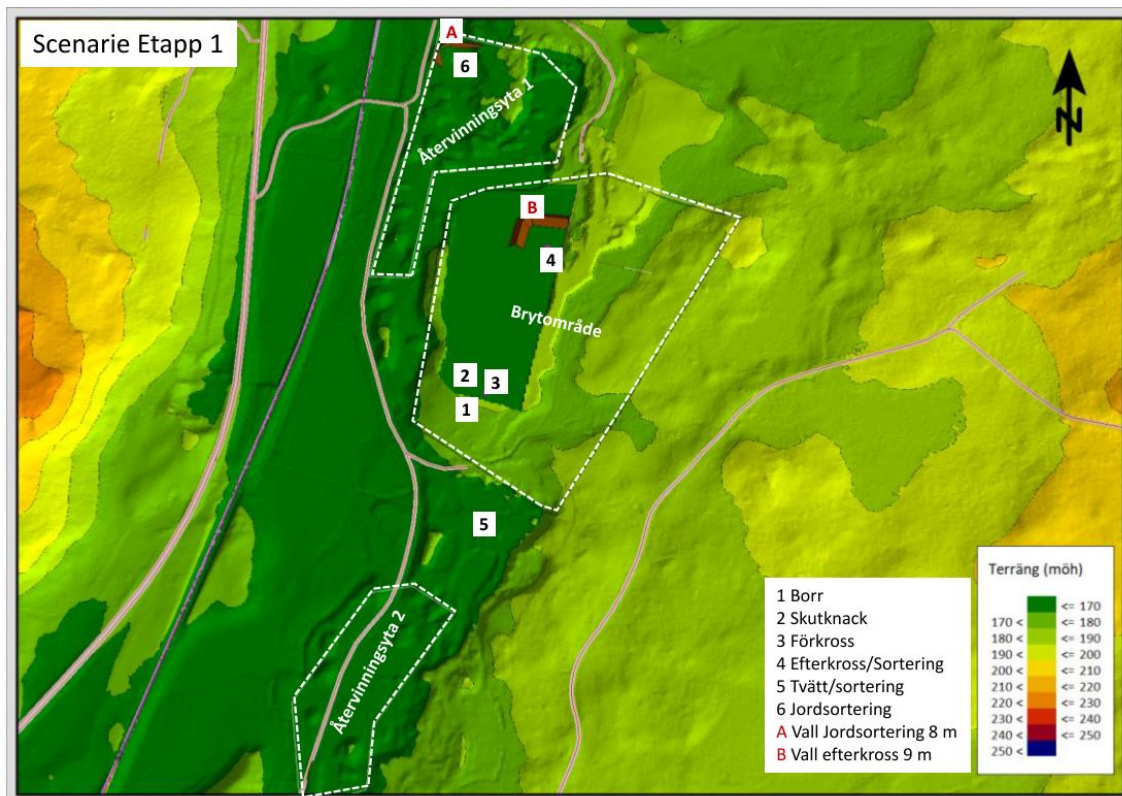 Scenarie Etapp 1
A
6
Återvinningsyta 1
N
B
4
Brytområde
2
3
1
5
Återvinningsyta 2
1 Borr
2 Skutknack
3 Förkross
4 Efterkross/Sortering
5 Tvätt/sortering
6 Jordsortering
A Vall Jordsortering 8 m
B Vall efterkross 9 m
Terräng (möh)
<= 170
170 < <= 180
180 < <= 190
190 < <= 200
200 < <= 210
210 < <= 220
220 < <= 230
230 < <= 240
240 < <= 250
250 <